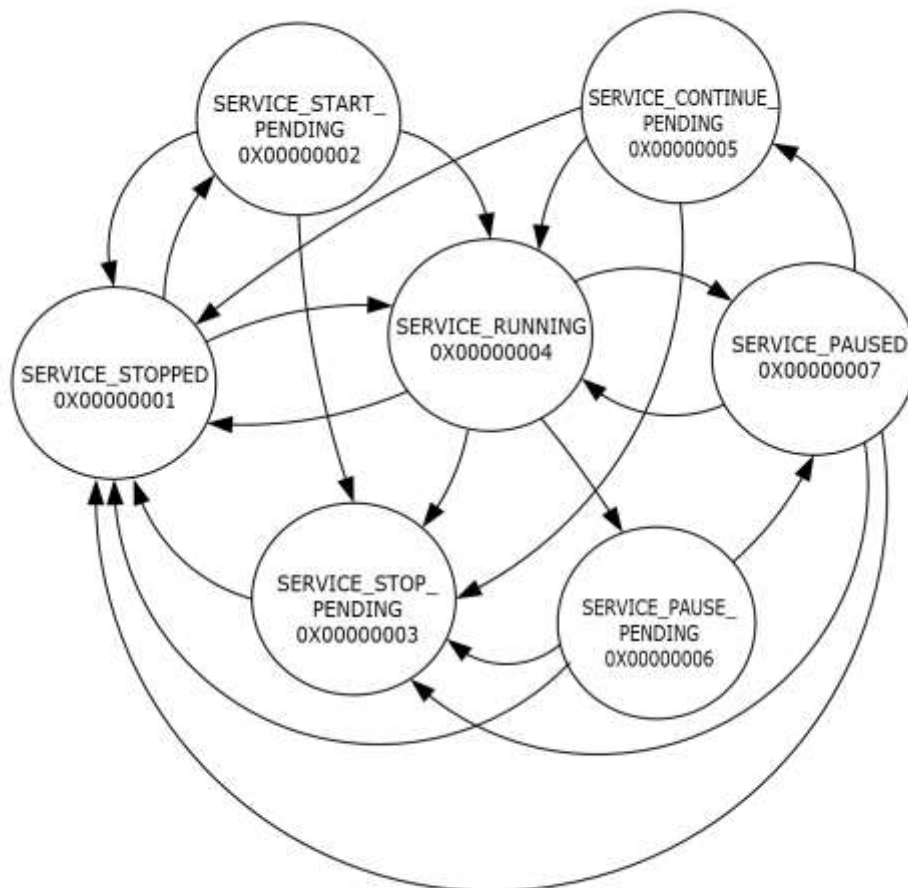 SERVICE_START_
PENDING
0X00000002
SERVICE_CONTINUE_
PENDING
0X00000005
SERVICE_RUNNING
0X00000004
SERVICE_PAUSED
0X00000007
SERVICE_STOPPED
0X00000001
SERVICE_STOP_
PENDING
0X00000003
SERVICE_PAUSE_
PENDING
0X00000006